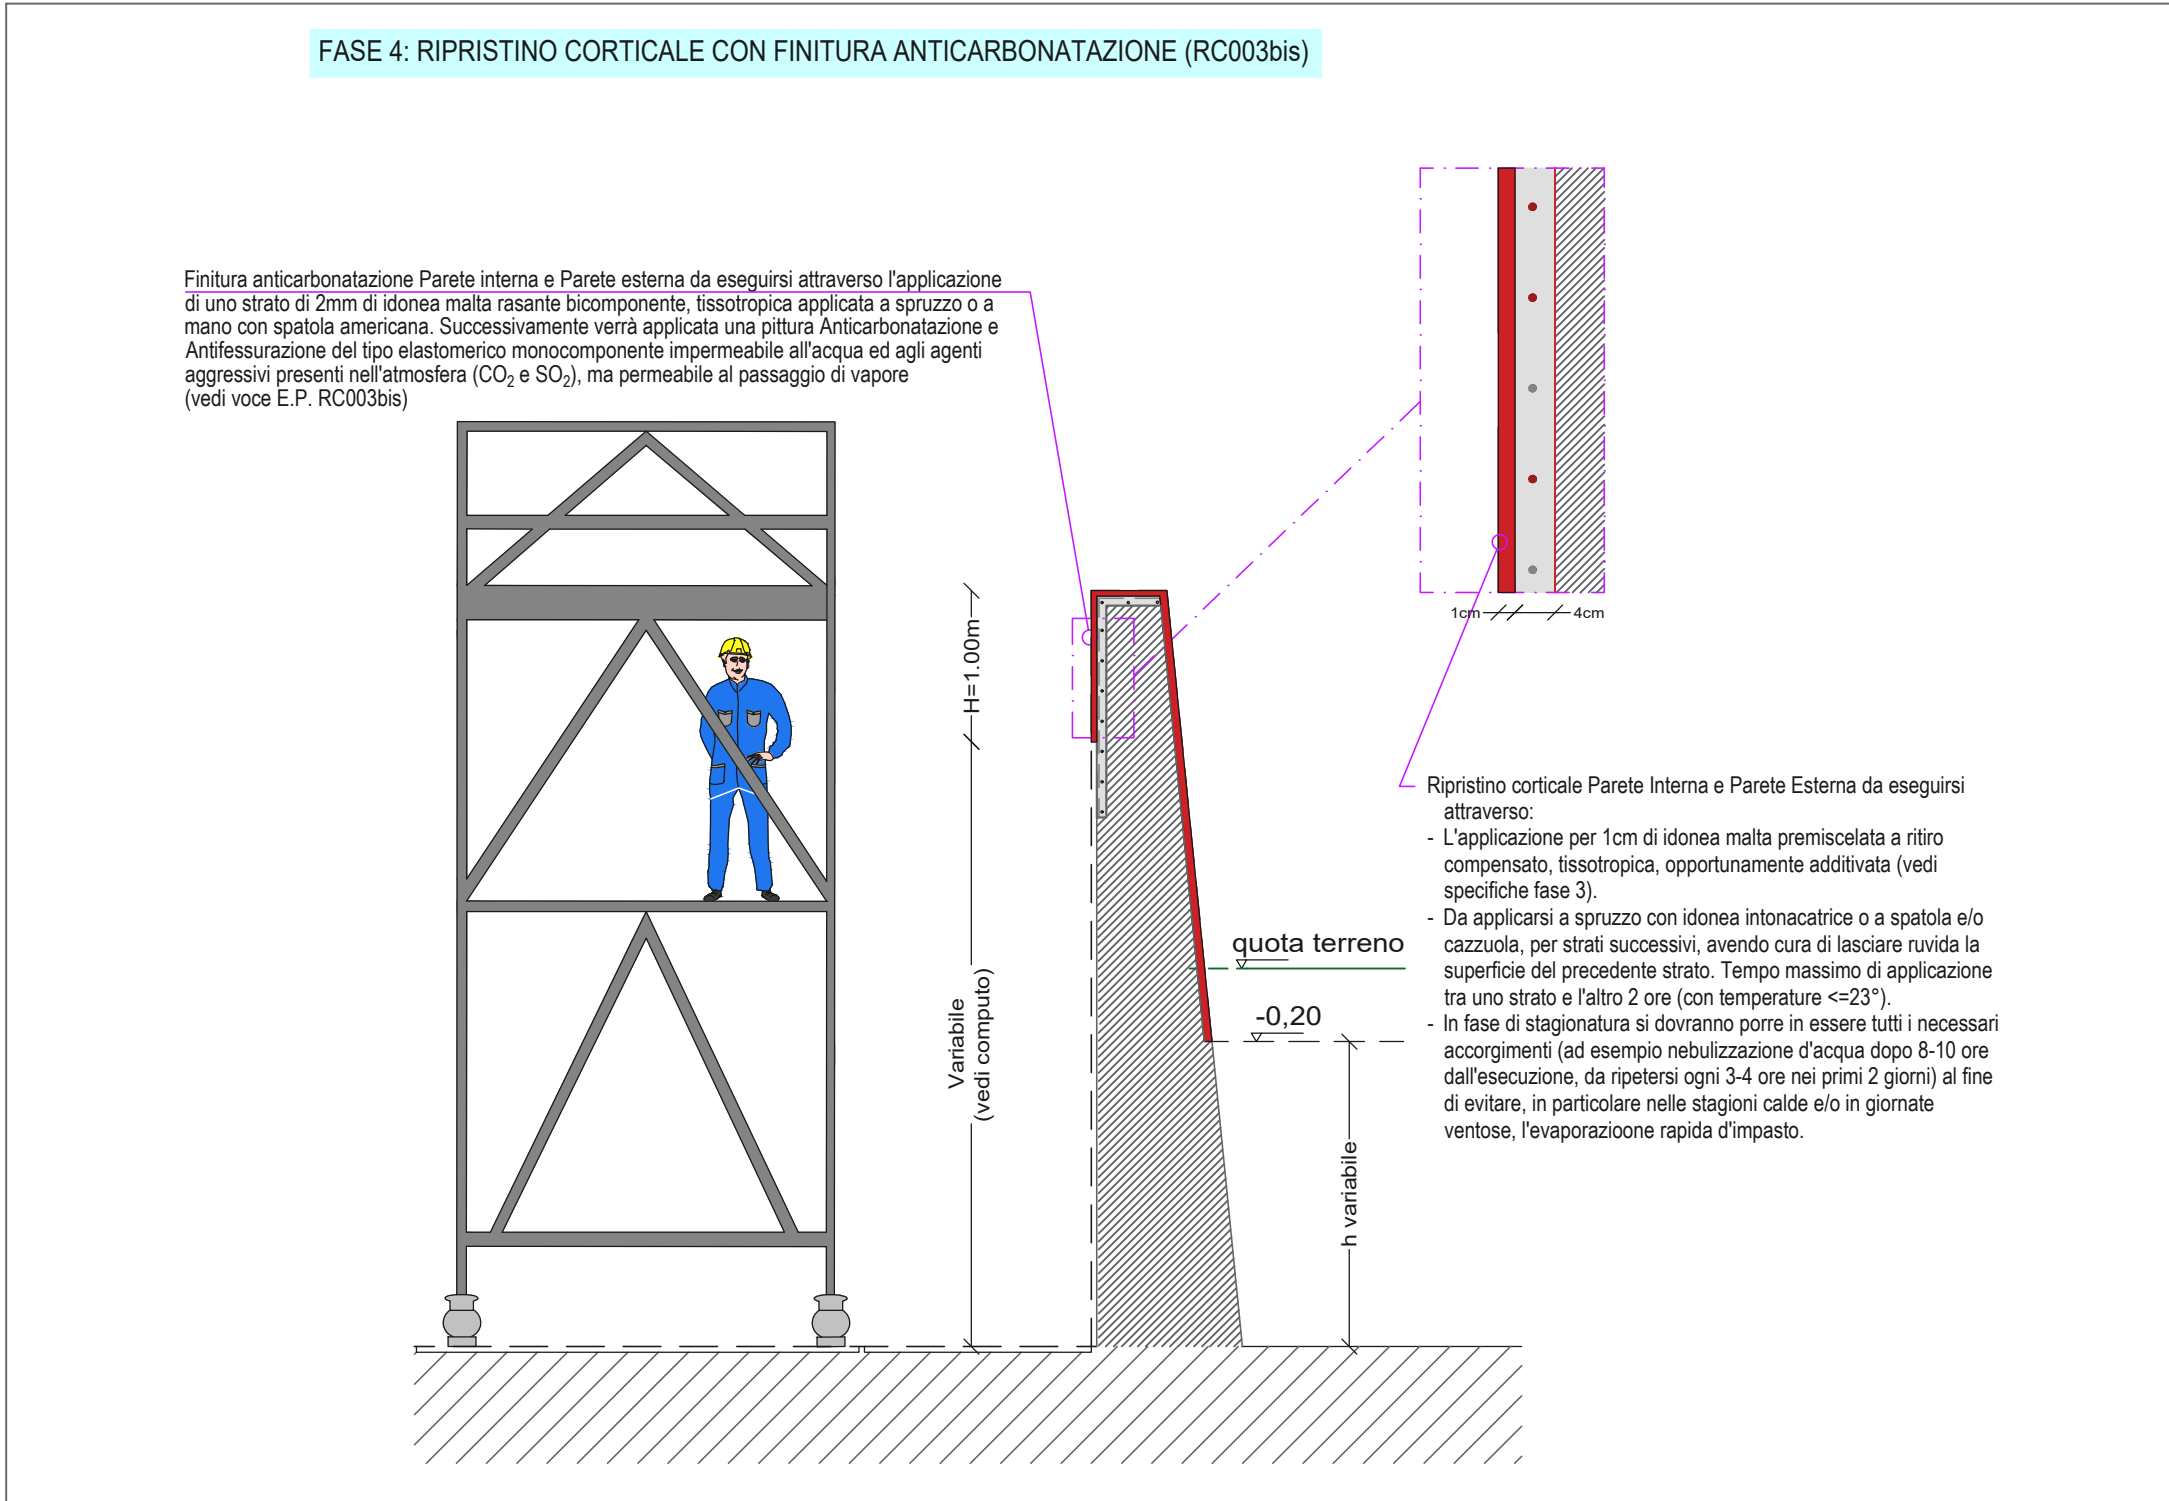 FASE 4: RIPRISTINO CORTICALE CON FINITURA ANTICARBONATAZIONE (RC003bis)
Finitura anticarbonatazione Parete interna e Parete esterna da eseguirsi attraverso l'applicazione
di uno strato di 2mm di idonea malta rasante bicomponente, tissotropica applicata a spruzzo o a
mano con spatola americana. Successivamente verrà applicata una pittura Anticarbonatazione e
Antifessurazione del tipo elastomerico monocomponente impermeabile all'acqua ed agli agenti
aggressivi presenti nell'atmosfera (CO₂ e SO₂), ma permeabile al passaggio di vapore
(vedi voce E.P. RC003bis)
1cm
4cm
H=1.00m
Variabile
(vedi computo)
quota terreno
-0,20
h variabile
Ripristino corticale Parete Interna e Parete Esterna da eseguirsi
attraverso:
- L'applicazione per 1cm di idonea malta premiscelata a ritiro
compensato, tissotropica, opportunamente additivata (vedi
specifiche fase 3).
- Da applicarsi a spruzzo con idonea intonacatrice o a spatola e/o
cazzuola, per strati successivi, avendo cura di lasciare ruvida la
superficie del precedente strato. Tempo massimo di applicazione
tra uno strato e l'altro 2 ore (con temperature <=23°).
- In fase di stagionatura si dovranno porre in essere tutti i necessari
accorgimenti (ad esempio nebulizzazione d'acqua dopo 8-10 ore
dall'esecuzione, da ripetersi ogni 3-4 ore nei primi 2 giorni) al fine
di evitare, in particolare nelle stagioni calde e/o in giornate
ventose, l'evaporazioone rapida d'impasto.